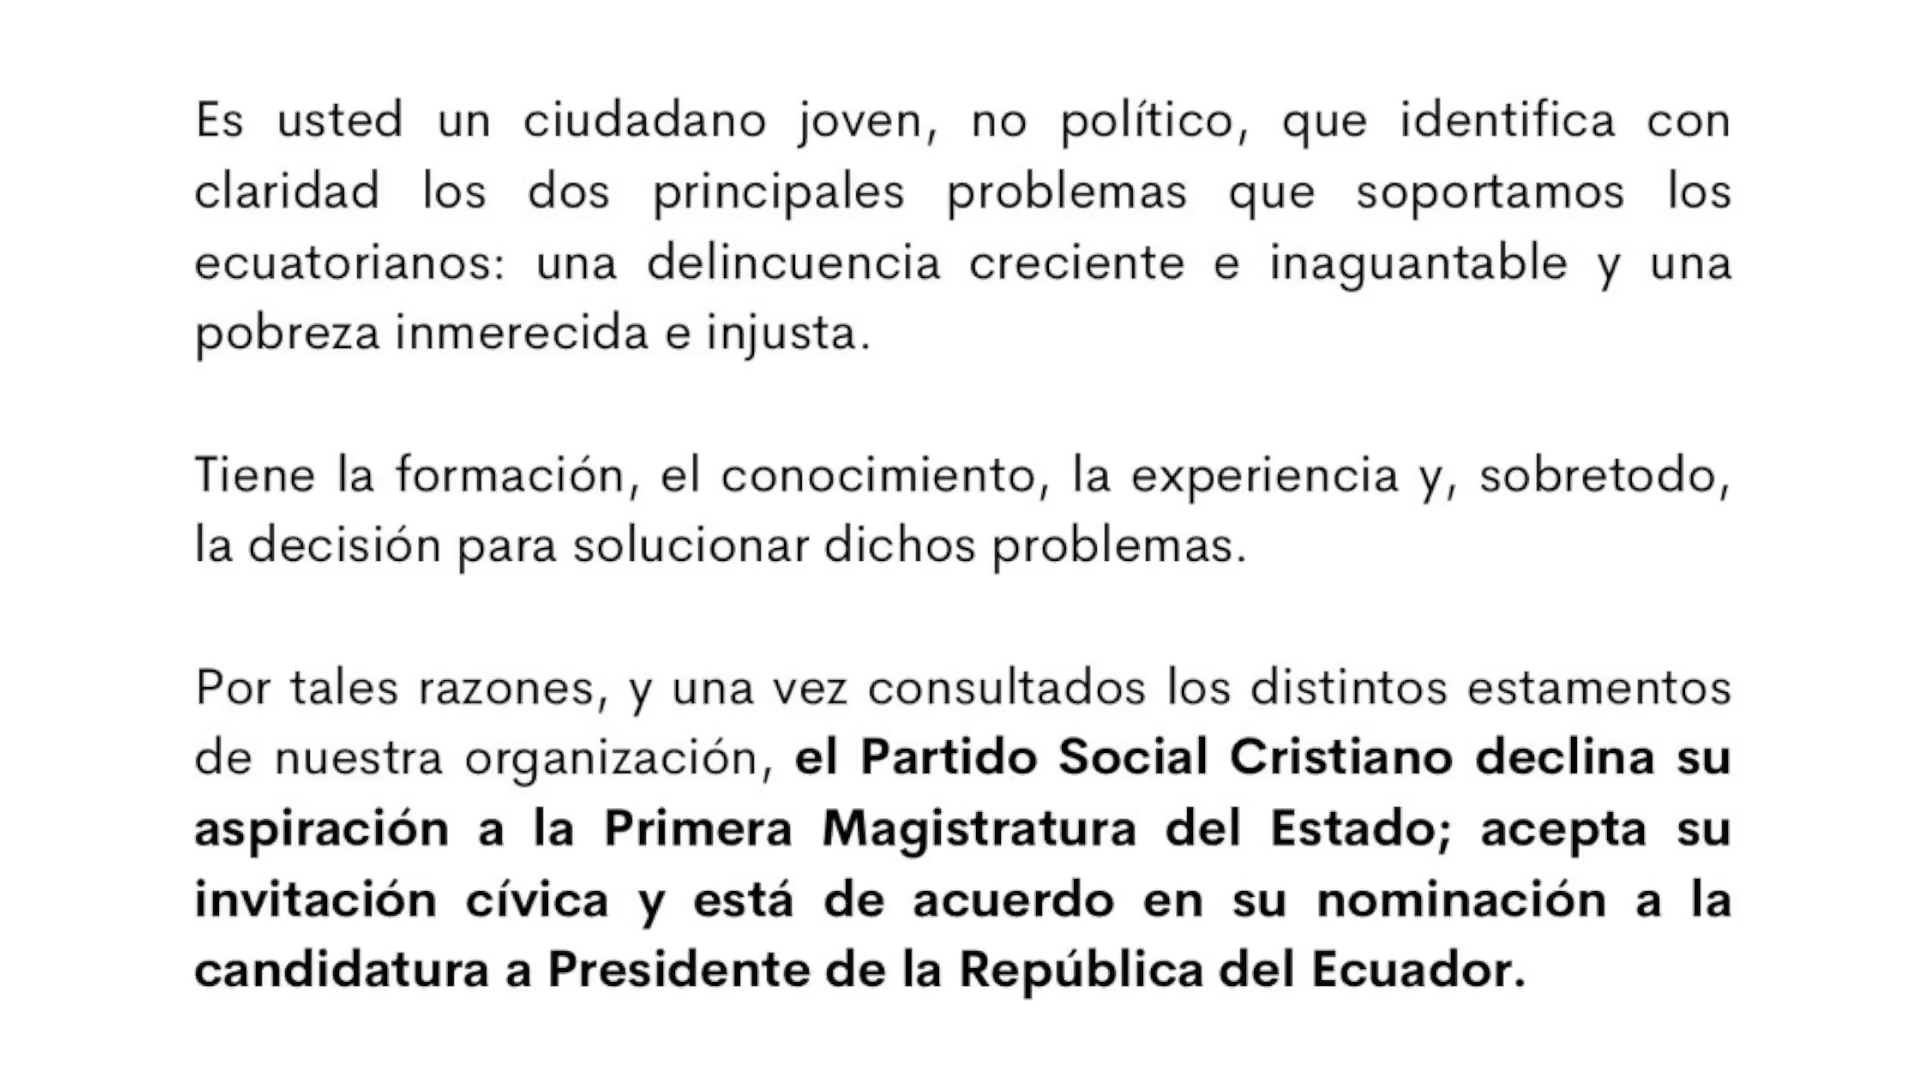 Es usted un ciudadano joven, no político, que identifica con
claridad los dos principales problemas que soportamos los
ecuatorianos: una delincuencia creciente e inaguantable y una
pobreza inmerecida e injusta.
Tiene la formación, el conocimiento, la experiencia y, sobretodo,
la decisión para solucionar dichos problemas.
Por tales razones, y una vez consultados los distintos estamentos
de nuestra organización, el Partido Social Cristiano declina su
aspiración a la Primera Magistratura del Estado; acepta su
invitación cívica y está de acuerdo en su nominación a la
candidatura a Presidente de la República del Ecuador.